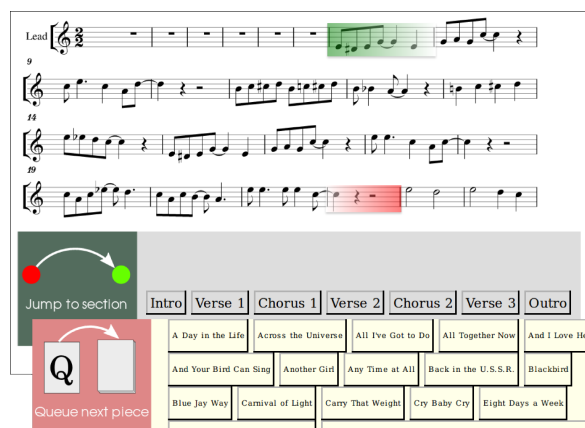 Lead
9
14
19
Jump to section
Intro Verse 1 Chorus 1 Verse 2 Chorus 2 Verse 3 Outro
Q
Queue next piece
A Day in the Life Across the Universe All I've Got to Do All Together Now And I Love He
And Your Bird Can Sing Another Girl Any Time at All Back in the U.S.S.R. Blackbird
Blue Jay Way Carnival of Light Carry That Weight Cry Baby Cry Eight Days a Week